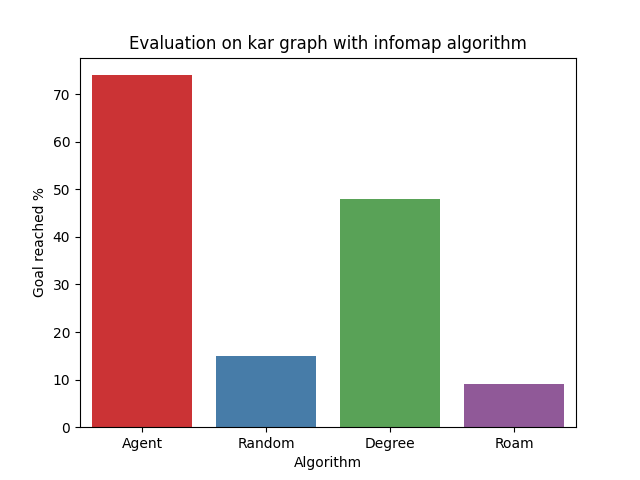 Evaluation on kar graph with infomap algorithm
Goal reached %
70
60
50
40
30
20
10
0
Agent Random Degree Roam
Algorithm